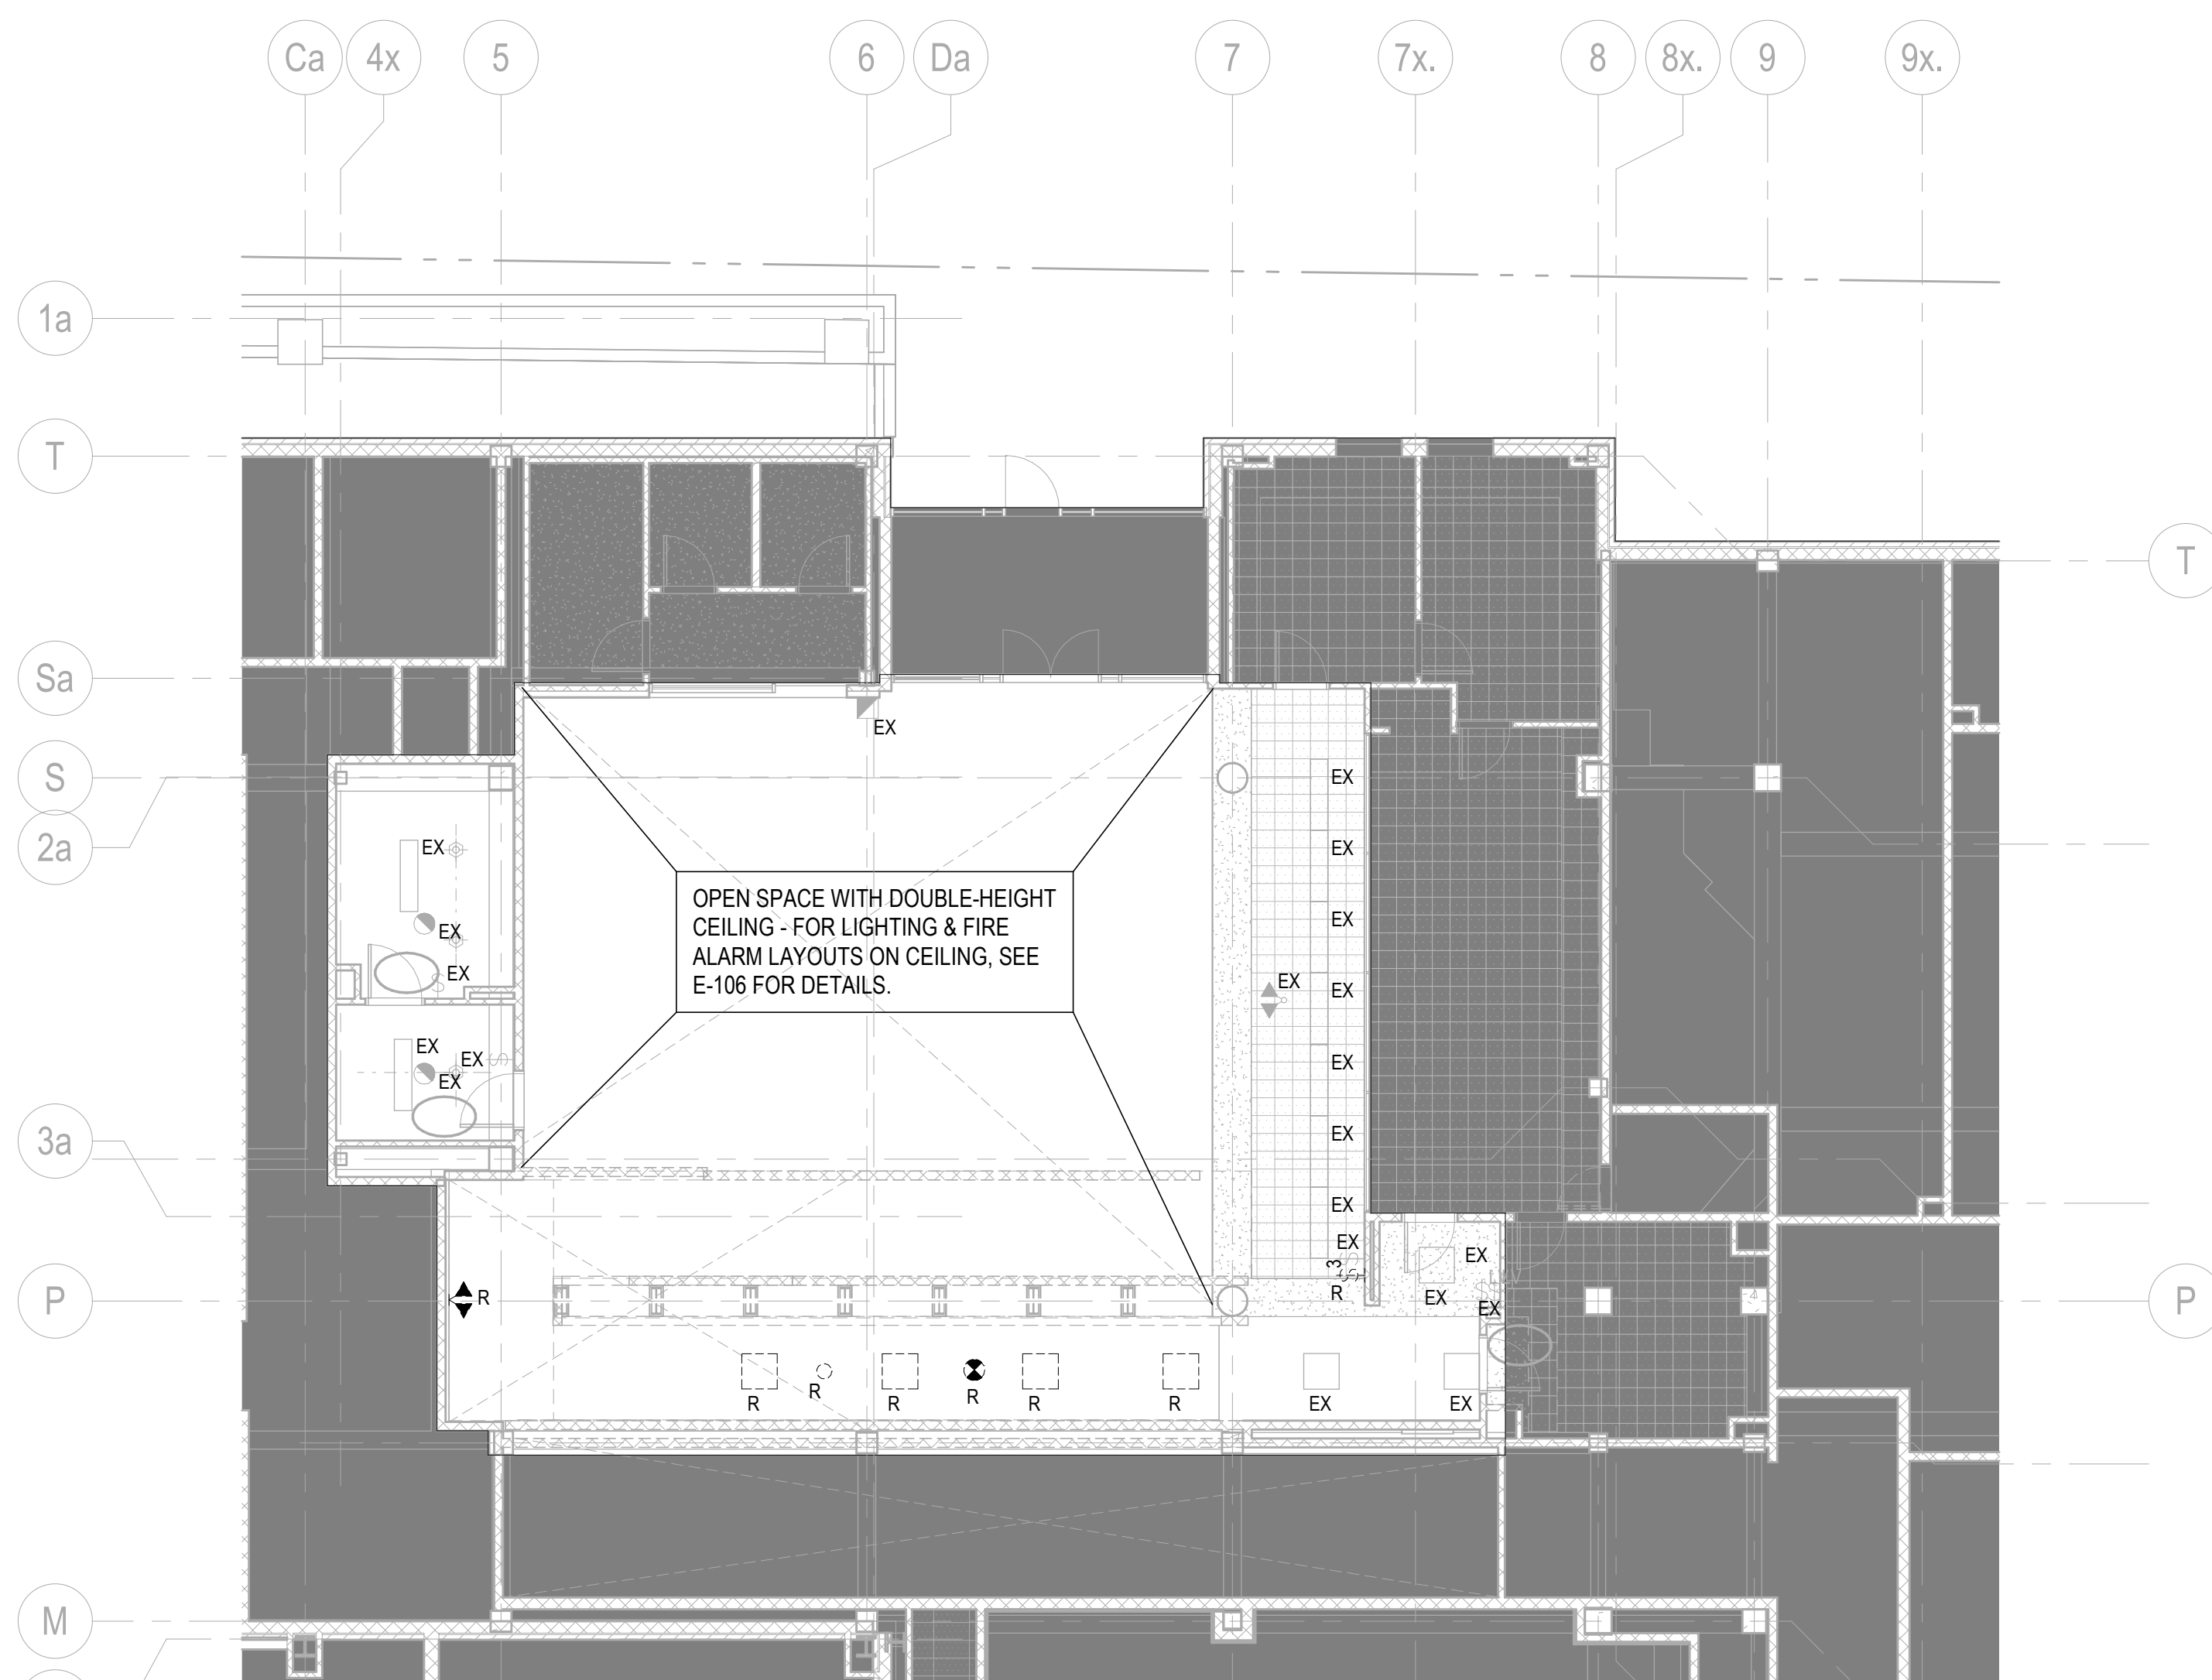 Ca 4x 5 6 Da 7 7x. 8 8x. 9 9x.
1a
T
T
Sa
EX
S
EX
2a
EX
EX
OPEN SPACE WITH DOUBLE-HEIGHT
CEILING - FOR LIGHTING & FIRE
ALARM LAYOUTS ON CEILING, SEE
E-106 FOR DETAILS.
EX
EX
EX
EX
EX
EX
EX
EX
EX
EX
3a
EX
EX
EX
EX
3
R
EX
EX
P
R
P
R
R
R
R
R
R
EX
EX
M